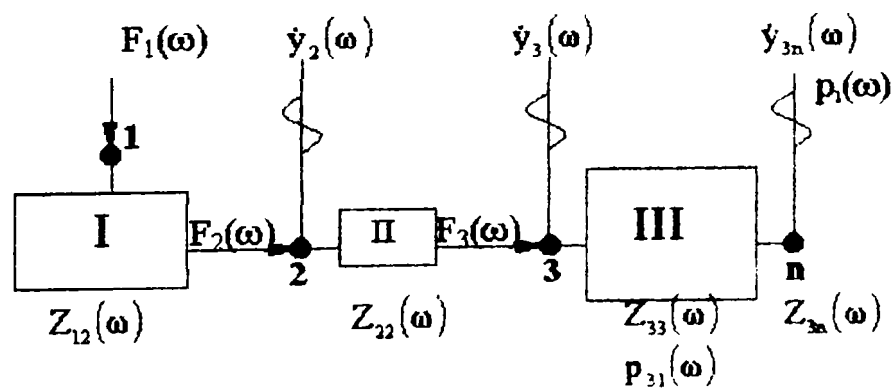 F₁(ω) ẏ₂(ω) ẏ₃(ω) ẏ₃ₙ(ω)
p₁(ω)
1
I II III
F₂(ω) F₃(ω)
2 3 n
Z₁₂(ω) Z₂₂(ω) Z₃₃(ω) Z₃ₙ(ω)
p₃₁(ω)